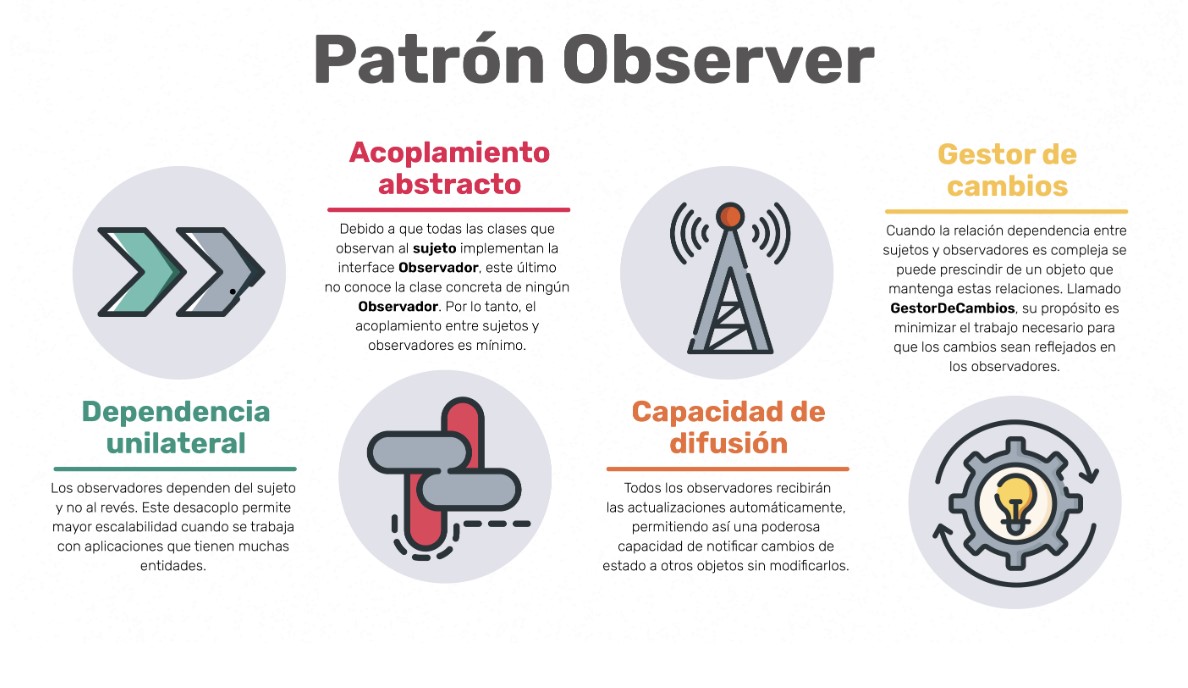 Patrón Observer
Dependencia
unilateral
Los observadores dependen del sujeto
y no al revés. Este desacoplo permite
mayor escalabilidad cuando se trabaja
con aplicaciones que tienen muchas
entidades.
Acoplamiento
abstracto
Debido a que todas las clases que
observan al sujeto implementan la
interface Observador, este último
no conoce la clase concreta de ningún
Observador. Por lo tanto, el
acoplamiento entre sujetos y
observadores es mínimo.
Capacidad de
difusión
Todos los observadores recibirán
las actualizaciones automáticamente,
permitiendo así una poderosa
capacidad de notificar cambios de
estado a otros objetos sin modificarlos.
Gestor de
cambios
Cuando la relación dependencia entre
sujetos y observadores es compleja se
puede prescindir de un objeto que
mantenga estas relaciones. Llamado
GestorDeCambios, su propósito es
minimizar el trabajo necesario para
que los cambios sean reflejados en
los observadores.